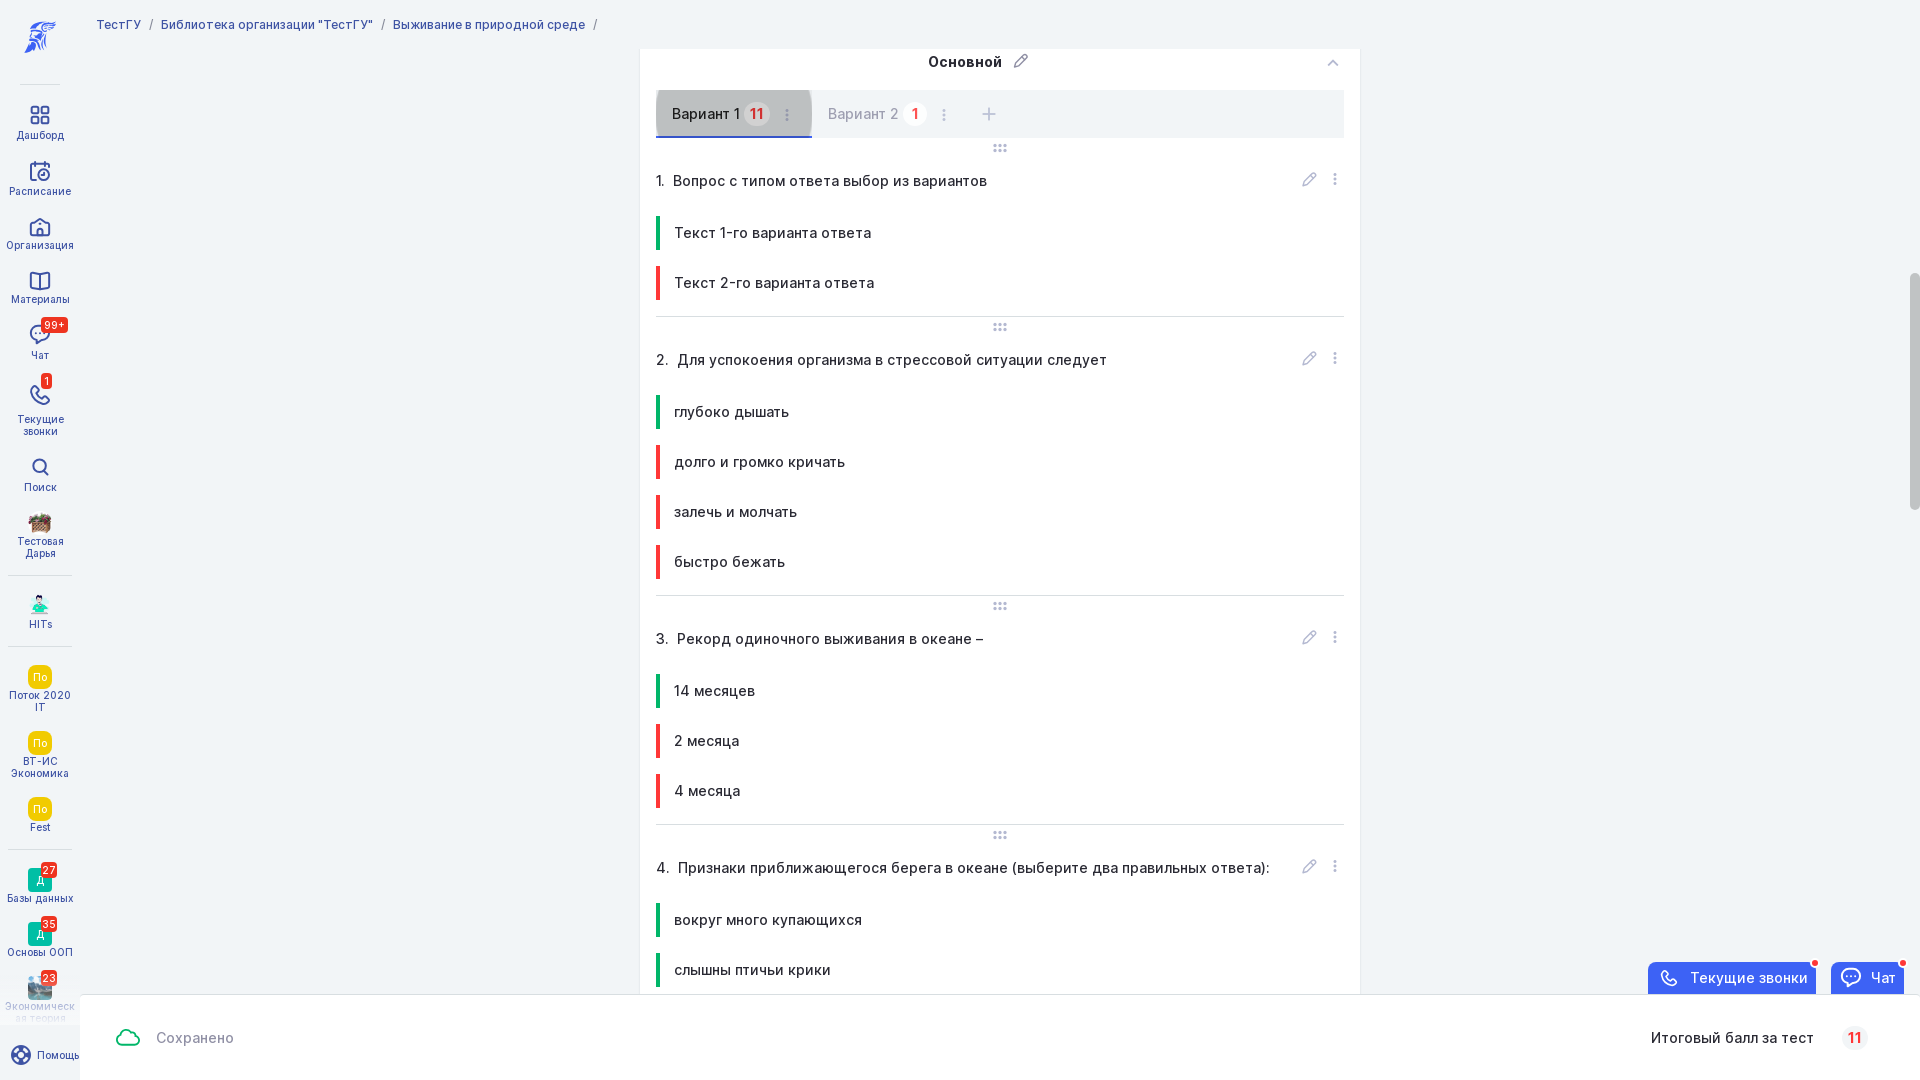 ТестГУ / Библиотека организации "ТестГУ" / Выживание в природной среде /
Дашборд
Расписание
Организация
Материалы
99+
Чат
1
Текущие
звонки
Поиск
Тестовая
Дарья
HITs
По
Поток 2020
IT
По
ВТ-ИС
Экономика
По
Fest
27
Д
Базы данных
35
Д
Основы ООП
23
Экономическ
ая теория
Помощь
Основной
Вариант 1 11
Вариант 2 1
1. Вопрос с типом ответа выбор из вариантов
Текст 1-го варианта ответа
Текст 2-го варианта ответа
2. Для успокоения организма в стрессовой ситуации следует
глубоко дышать
долго и громко кричать
залечь и молчать
быстро бежать
3. Рекорд одиночного выживания в океане –
14 месяцев
2 месяца
4 месяца
4. Признаки приближающегося берега в океане (выберите два правильных ответа):
вокруг много купающихся
слышны птичьи крики
Текущие звонки
Чат
Сохранено
Итоговый балл за тест 11